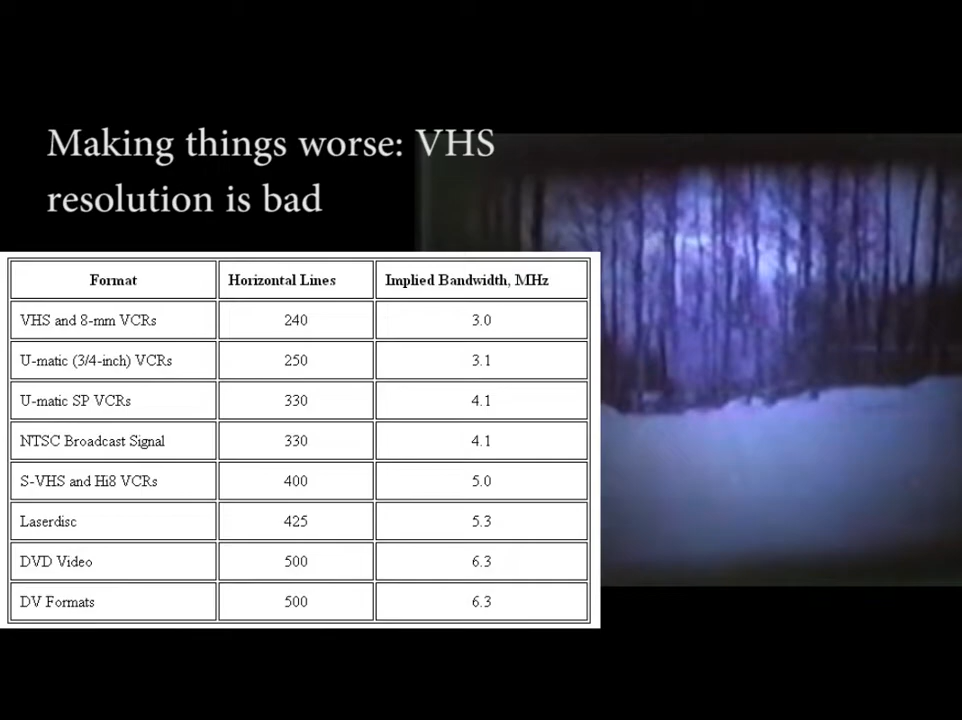 Making things worse: VHS
resolution is bad
Format Horizontal Lines Implied Bandwidth, MHz
VHS and 8-mm VCRs 240 3.0
U-matic (3/4-inch) VCRs 250 3.1
U-matic SP VCRs 330 4.1
NTSC Broadcast Signal 330 4.1
S-VHS and Hi8 VCRs 400 5.0
Laserdisc 425 5.3
DVD Video 500 6.3
DV Formats 500 6.3